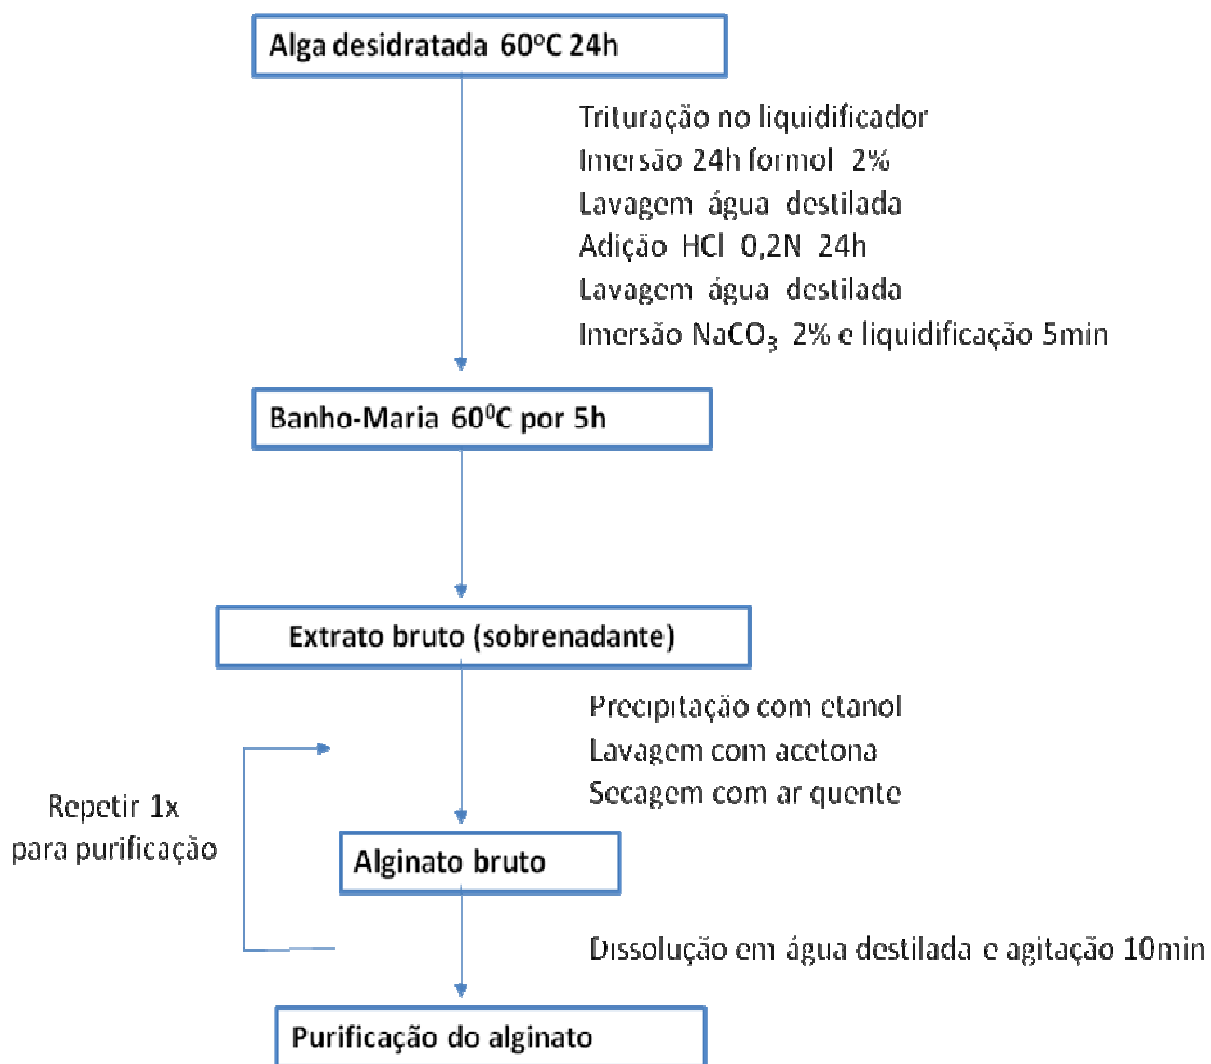 Alga desidratada 60ºC 24h
Trituração no liquidificador
Imersão 24h formol 2%
Lavagem água destilada
Adição HCl 0,2N 24h
Lavagem água destilada
Imersão NaCO₃ 2% e liquidificação 5min
Banho-Maria 60⁰C por 5h
Extrato bruto (sobrenadante)
Precipitação com etanol
Lavagem com acetona
Secagem com ar quente
Repetir 1x
para purificação
Alginato bruto
Dissolução em água destilada e agitação 10min
Purificação do alginato